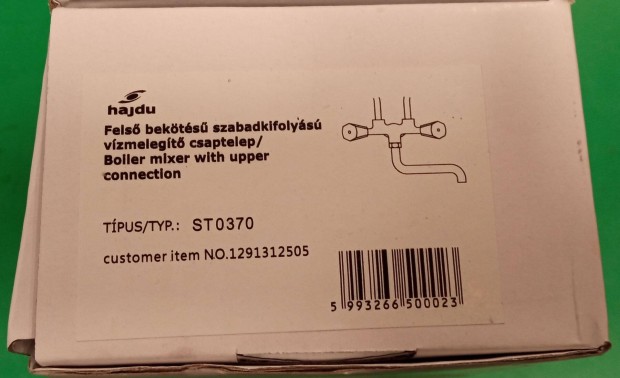 hajdu
Felső bekötésű szabadkifolyású
vízmelegítő csaptelep/
Boiler mixer with upper
connection
TÍPUS/TYP.: ST0370
customer item NO.1291312505
5 993266 500023